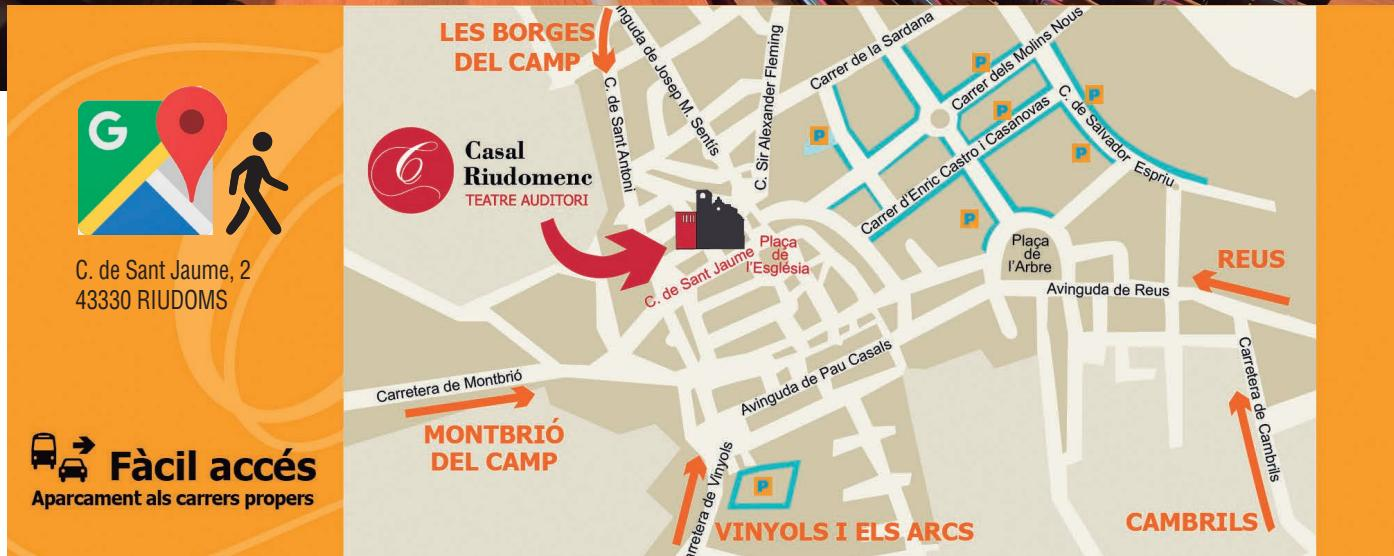 G
C. de Sant Jaume, 2
43330 RIUDOMS
Fàcil accés
Aparcament als carrers propers
LES BORGES
DEL CAMP
Casal
Riudomenc
TEATRE AUDITORI
C. de Sant Antoni
de Josep M. Sentís
C. Sir Alexander Fleming
Carrer de la Sardana
Carrer dels Molins Nous
P
P
P
P
P
P
Carrer d'Enric Castro i Casanovas
C. de Salvador Espriu
Plaça
de
l'Església
C. de Sant Jaume
Plaça
de
l'Arbre
REUS
Avinguda de Reus
Carretera de Montbrió
Avinguda de Pau Casals
Carretera de Cambrils
MONTBRIÓ
DEL CAMP
de Vinyols
P
VINYOLS I ELS ARCS
CAMBRILS